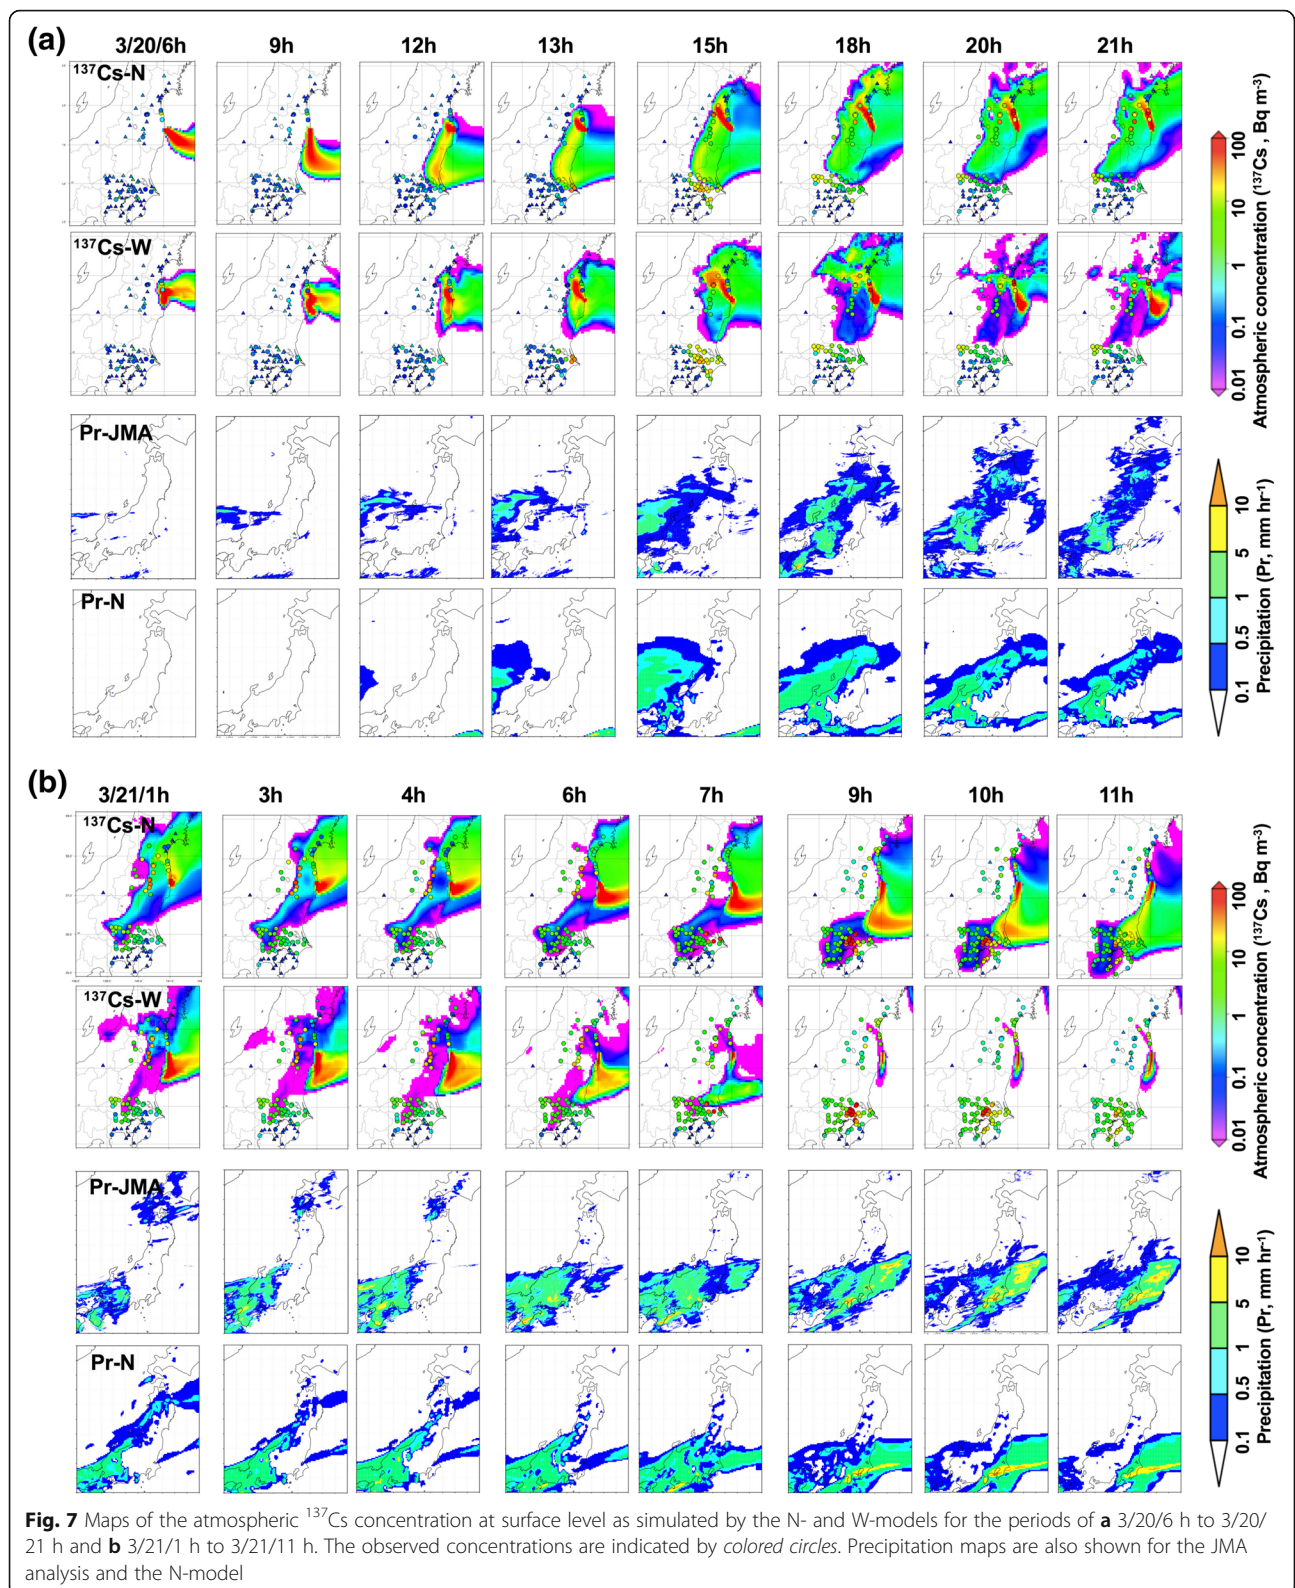 (a)
3/20/6h 9h 12h 13h 15h 18h 20h 21h
¹³⁷Cs-N
¹³⁷Cs-W
Pr-JMA
Pr-N
100
10
1
0.1
0.01
Atmospheric concentration (¹³⁷Cs , Bq m⁻³)
10
5
1
0.5
0.1
Precipitation (Pr, mm hr⁻¹)
(b)
3/21/1h 3h 4h 6h 7h 9h 10h 11h
¹³⁷Cs-N
¹³⁷Cs-W
Pr-JMA
Pr-N
100
10
1
0.1
0.01
Atmospheric concentration (¹³⁷Cs , Bq m⁻³)
10
5
1
0.5
0.1
Precipitation (Pr, mm hr⁻¹)
Fig. 7 Maps of the atmospheric ¹³⁷Cs concentration at surface level as simulated by the N- and W-models for the periods of a 3/20/6 h to 3/20/
21 h and b 3/21/1 h to 3/21/11 h. The observed concentrations are indicated by colored circles. Precipitation maps are also shown for the JMA
analysis and the N-model